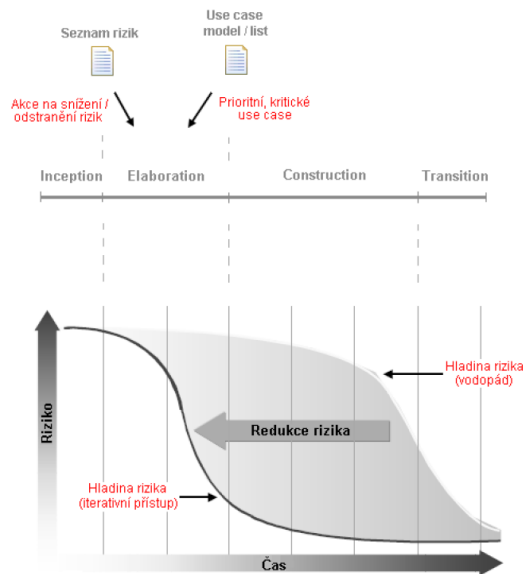 Seznam rizik
Use case
model / list
Akce na snížení /
odstranění rizik
Prioritní, kritické
use case
Inception
Elaboration
Construction
Transition
Riziko
Hladina rizika
(vodopád)
Redukce rizika
Hladina rizika
(iterativní přístup)
Čas